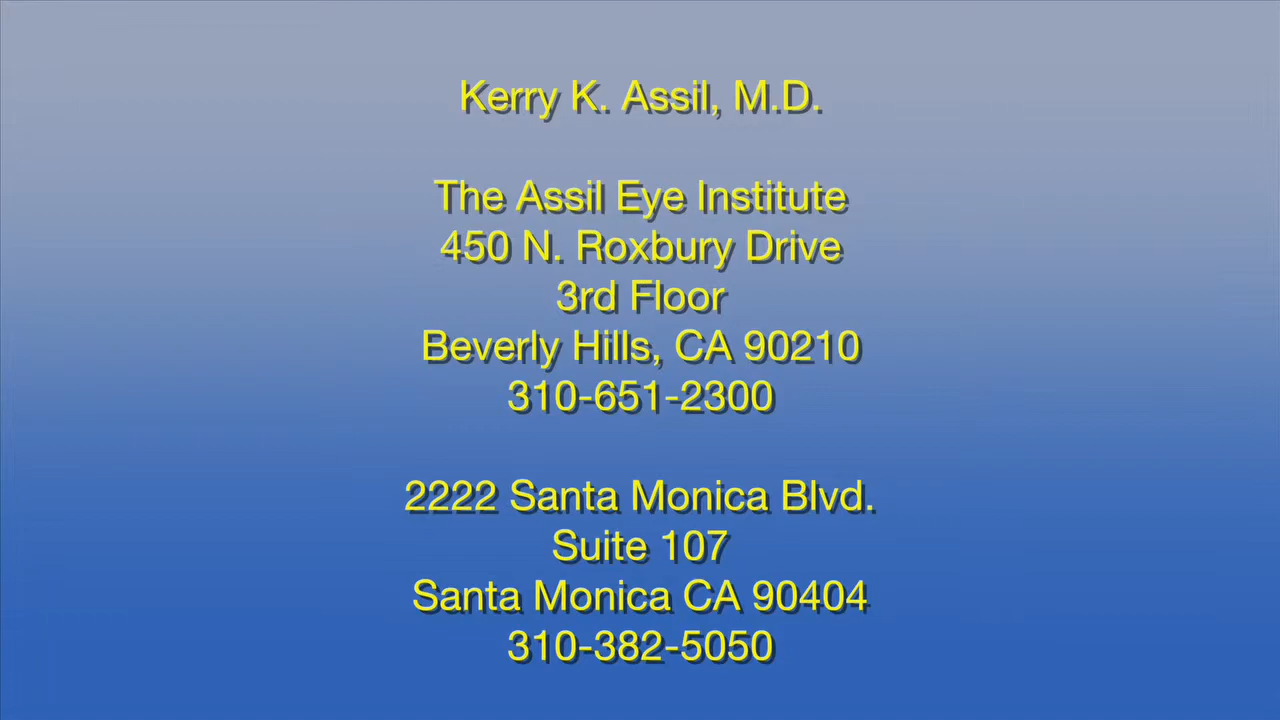 Kerry K. Assil, M.D.
The Assil Eye Institute
450 N. Roxbury Drive
3rd Floor
Beverly Hills, CA 90210
310-651-2300
2222 Santa Monica Blvd.
Suite 107
Santa Monica CA 90404
310-382-5050